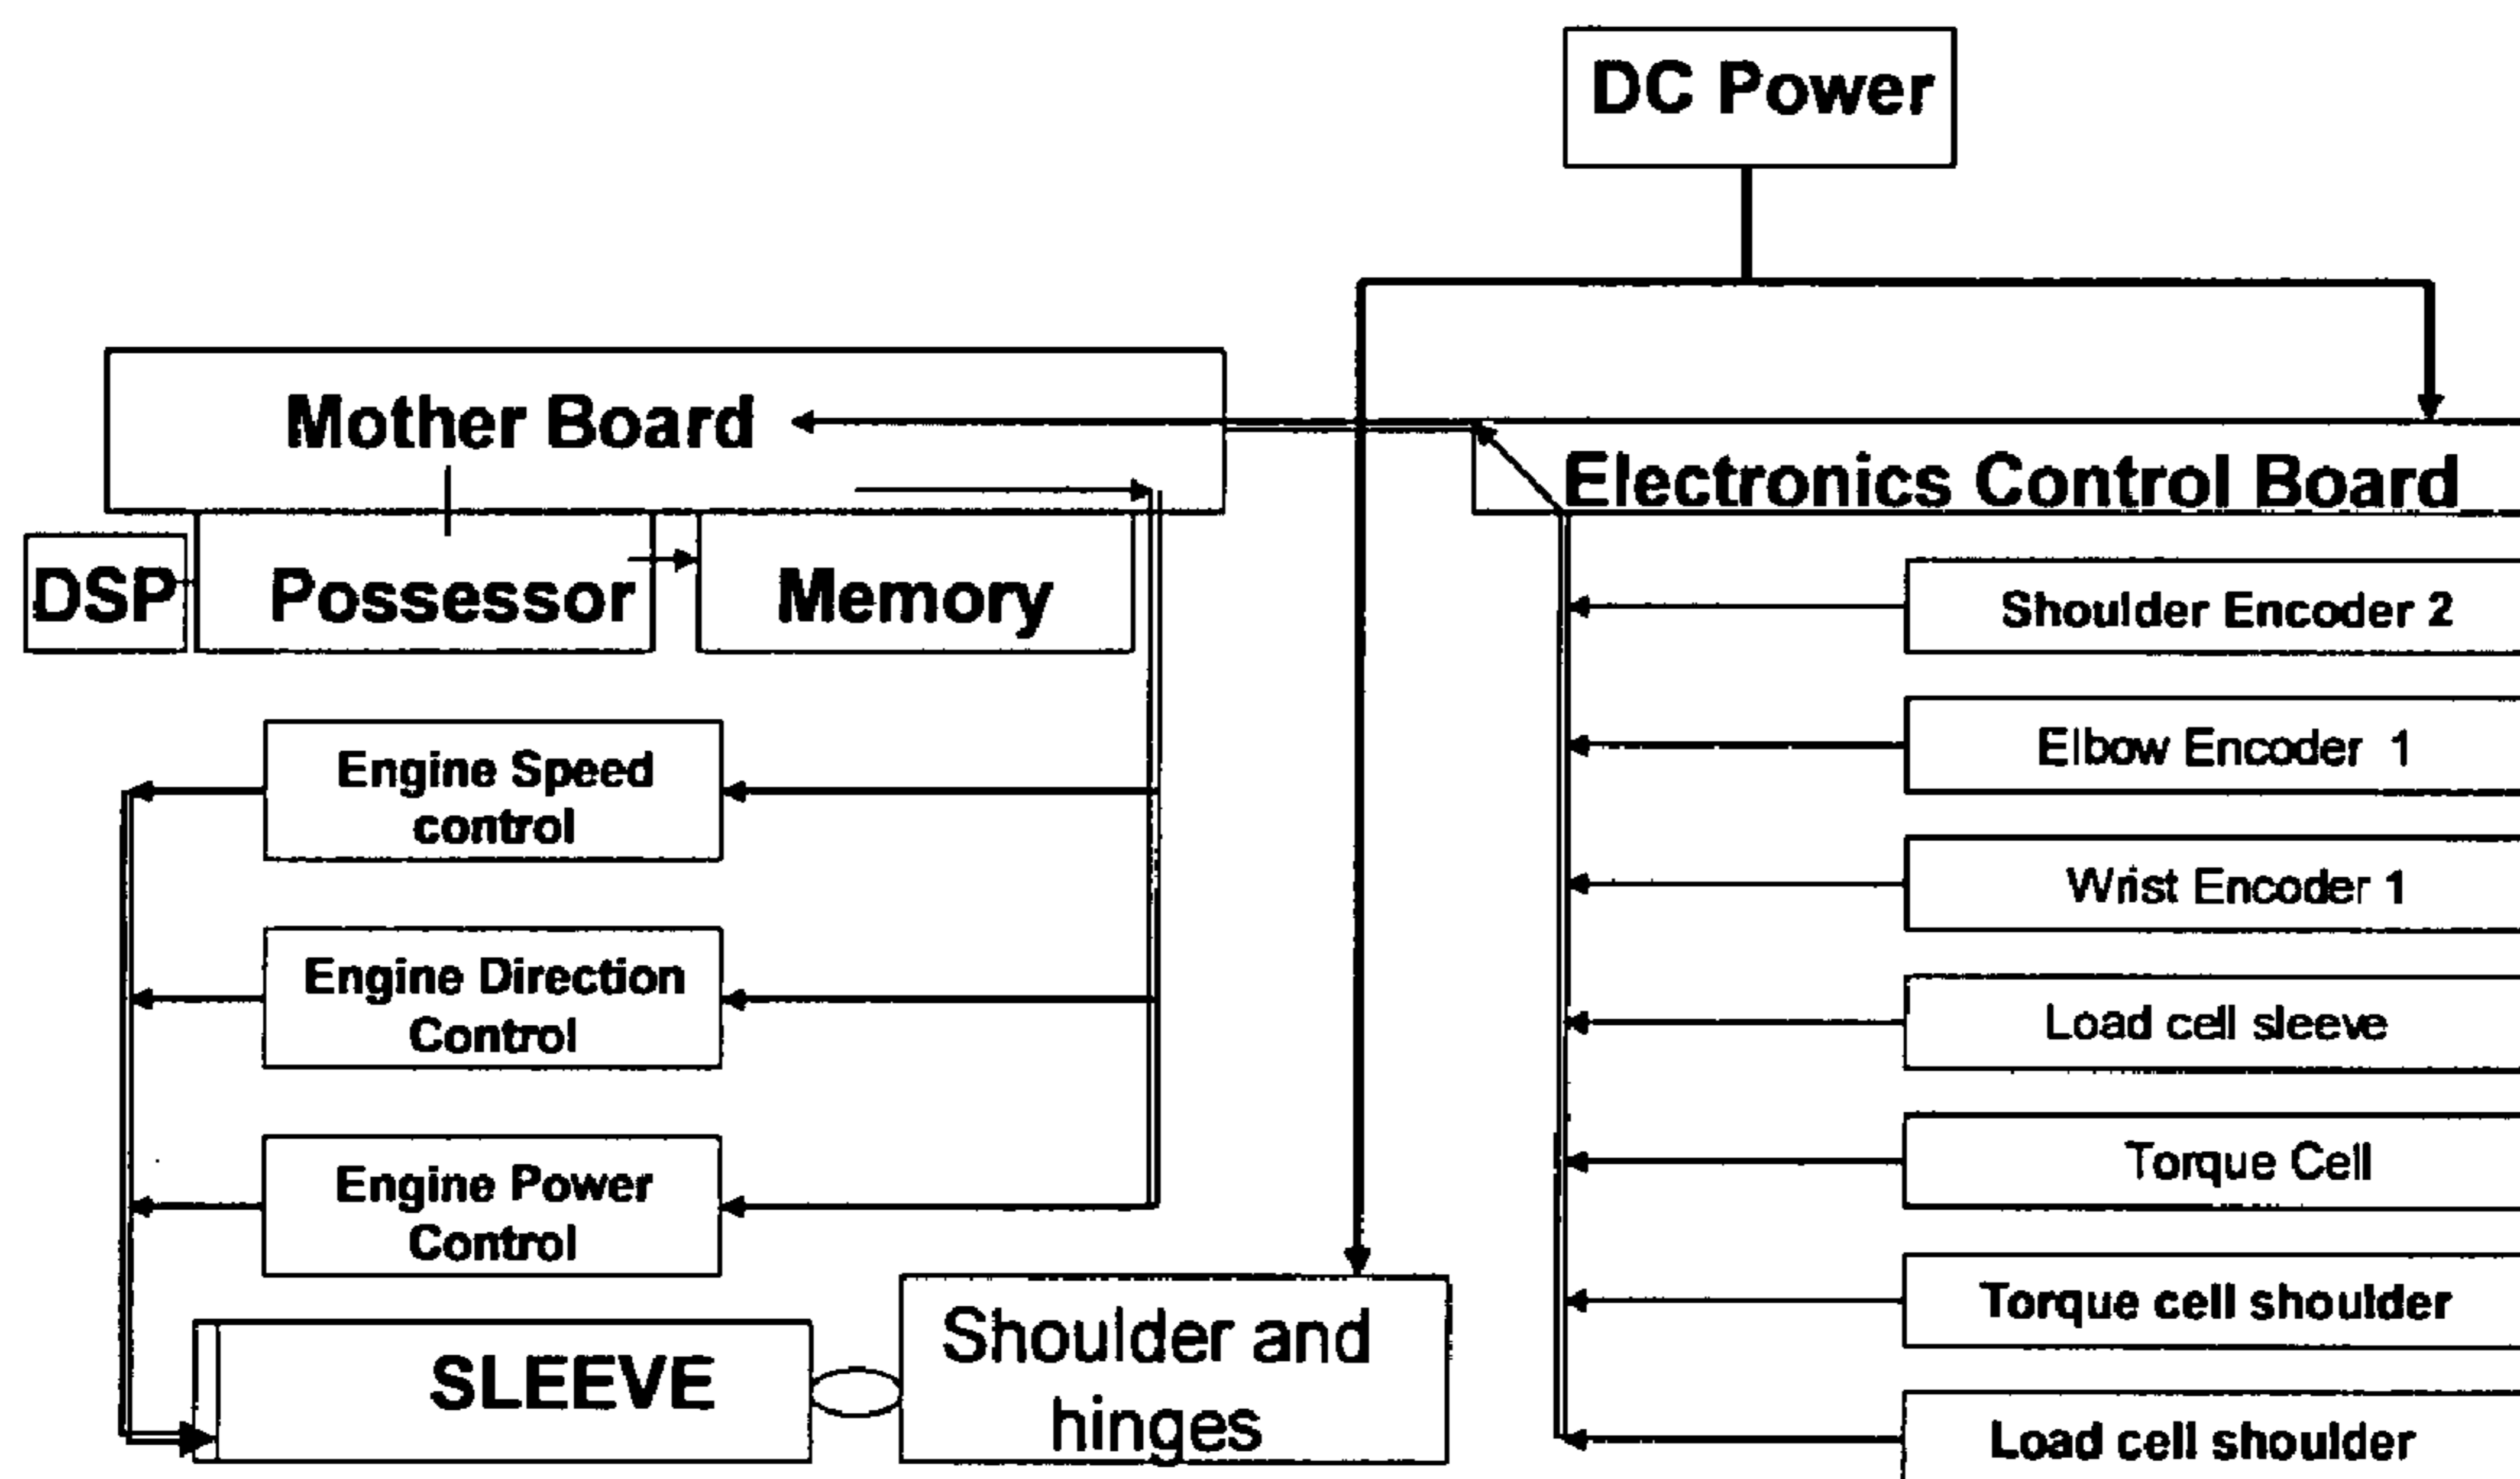 DC Power
Mother Board
Electronics Control Board
DSP
Possessor
Memory
Shoulder Encoder 2
Elbow Encoder 1
Wrist Encoder 1
Load cell sleeve
Torque Cell
Torque cell shoulder
Load cell shoulder
Engine Speed
control
Engine Direction
Control
Engine Power
Control
SLEEVE
Shoulder and
hinges